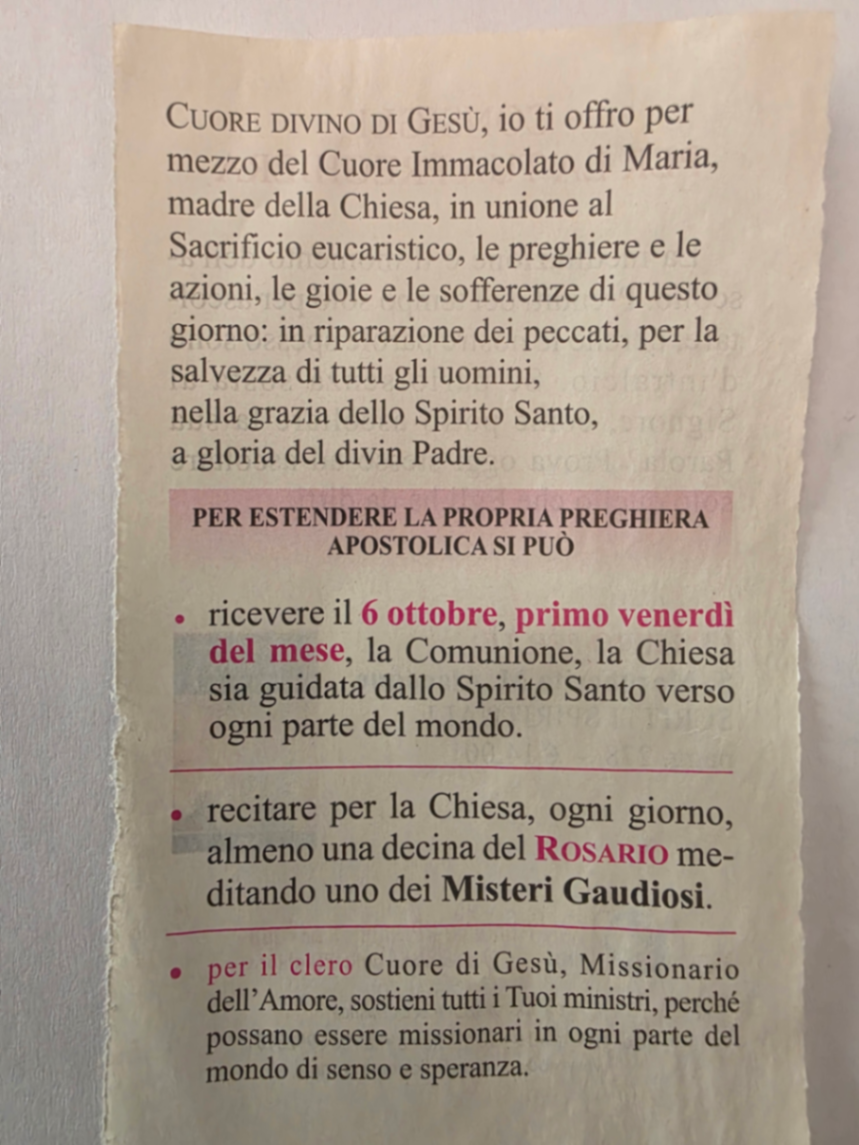 CUORE DIVINO DI GESÙ, io ti offro per
mezzo del Cuore Immacolato di Maria,
madre della Chiesa, in unione al
Sacrificio eucaristico, le preghiere e le
azioni, le gioie e le sofferenze di questo
giorno: in riparazione dei peccati, per la
salvezza di tutti gli uomini,
nella grazia dello Spirito Santo,
a gloria del divin Padre.
PER ESTENDERE LA PROPRIA PREGHIERA
APOSTOLICA SI PUÒ
• ricevere il 6 ottobre, primo venerdì
del mese, la Comunione, la Chiesa
sia guidata dallo Spirito Santo verso
ogni parte del mondo.
• recitare per la Chiesa, ogni giorno,
almeno una decina del ROSARIO me-
ditando uno dei Misteri Gaudiosi.
• per il clero Cuore di Gesù, Missionario
dell'Amore, sostieni tutti i Tuoi ministri, perché
possano essere missionari in ogni parte del
mondo di senso e speranza.